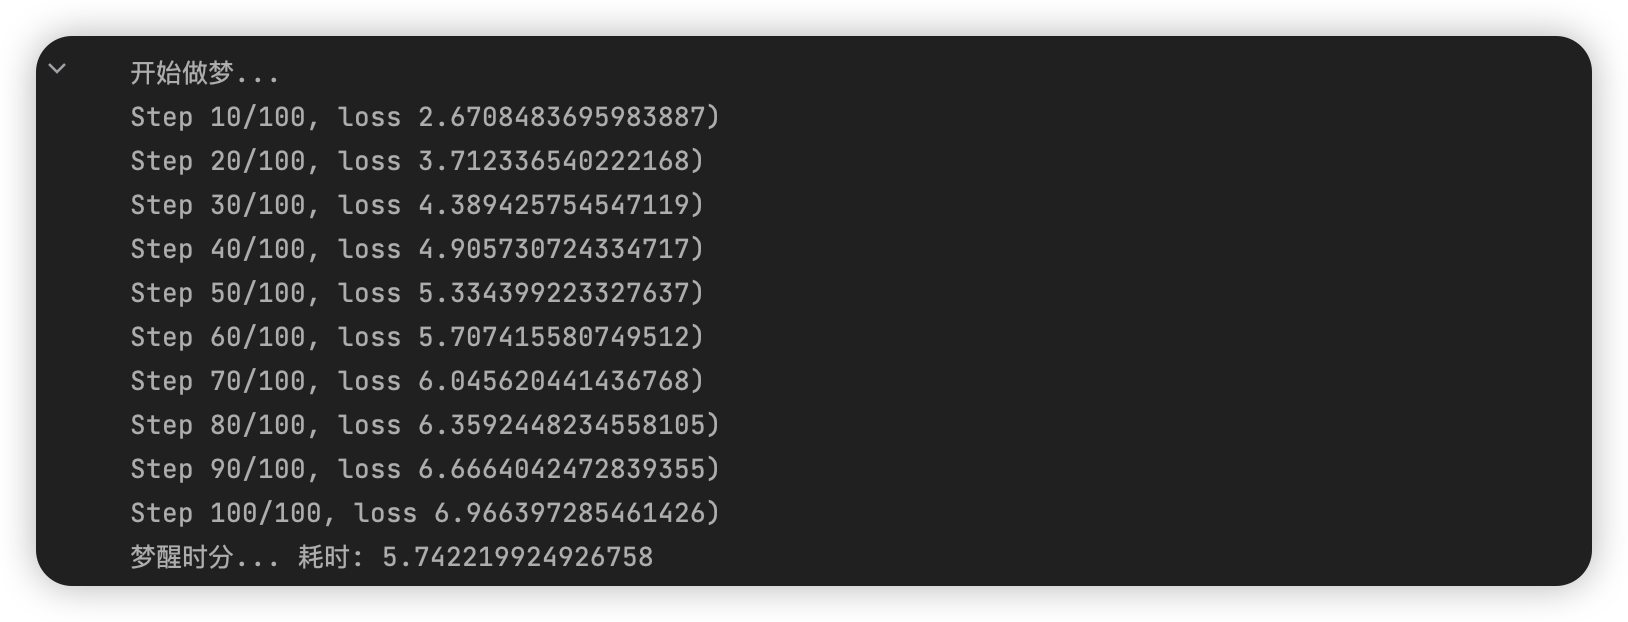 开始做梦...
Step 10/100, loss 2.6708483695983887)
Step 20/100, loss 3.712336540222168)
Step 30/100, loss 4.389425754547119)
Step 40/100, loss 4.905730724334717)
Step 50/100, loss 5.334399223327637)
Step 60/100, loss 5.707415580749512)
Step 70/100, loss 6.045620441436768)
Step 80/100, loss 6.3592448234558105)
Step 90/100, loss 6.6664042472839355)
Step 100/100, loss 6.966397285461426)
梦醒时分... 耗时: 5.742219924926758